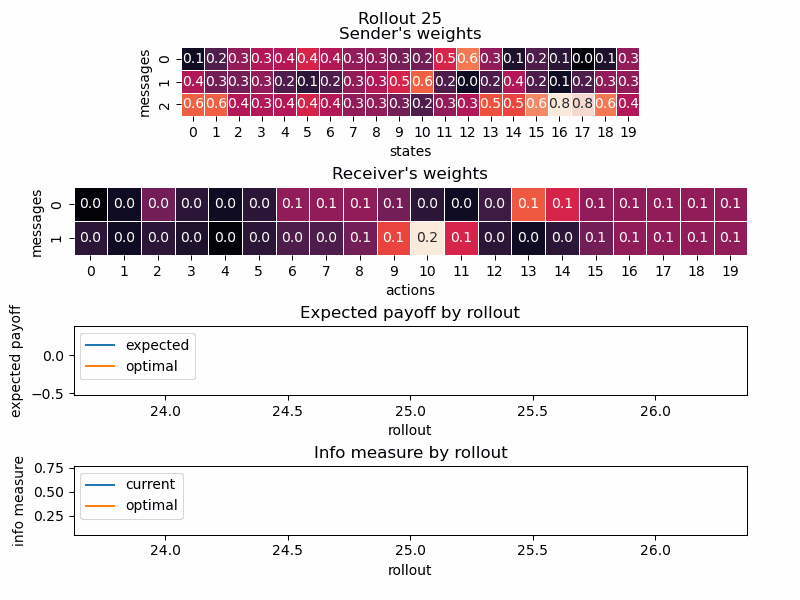 Rollout 25
Sender's weights
messages
0 0.1 0.2 0.3 0.3 0.4 0.4 0.4 0.3 0.3 0.3 0.2 0.5 0.6 0.3 0.1 0.2 0.1 0.0 0.1 0.3
1 0.4 0.3 0.3 0.3 0.2 0.1 0.2 0.3 0.3 0.5 0.6 0.2 0.0 0.2 0.4 0.2 0.1 0.2 0.3 0.3
2 0.6 0.6 0.4 0.4 0.4 0.4 0.4 0.3 0.3 0.3 0.2 0.3 0.3 0.5 0.5 0.6 0.8 0.8 0.6 0.4
0 1 2 3 4 5 6 7 8 9 10 11 12 13 14 15 16 17 18 19
states
Receiver's weights
messages
0 0.0 0.0 0.0 0.0 0.0 0.0 0.1 0.1 0.1 0.1 0.0 0.0 0.0 0.1 0.1 0.1 0.1 0.1 0.1 0.1
1 0.0 0.0 0.0 0.0 0.0 0.0 0.0 0.0 0.1 0.1 0.2 0.1 0.0 0.0 0.0 0.1 0.1 0.1 0.1 0.1
0 1 2 3 4 5 6 7 8 9 10 11 12 13 14 15 16 17 18 19
actions
Expected payoff by rollout
expected payoff
0.0
−0.5
expected
optimal
24.0 24.5 25.0 25.5 26.0
rollout
Info measure by rollout
info measure
0.75
0.50
0.25
current
optimal
24.0 24.5 25.0 25.5 26.0
rollout